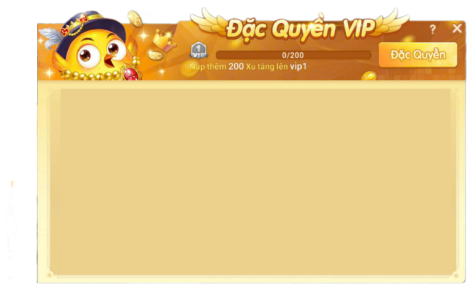 Đặc Quyền VIP
?
0/200
Đặc Quyền
Nạp thêm 200 Xu tăng lên vip1